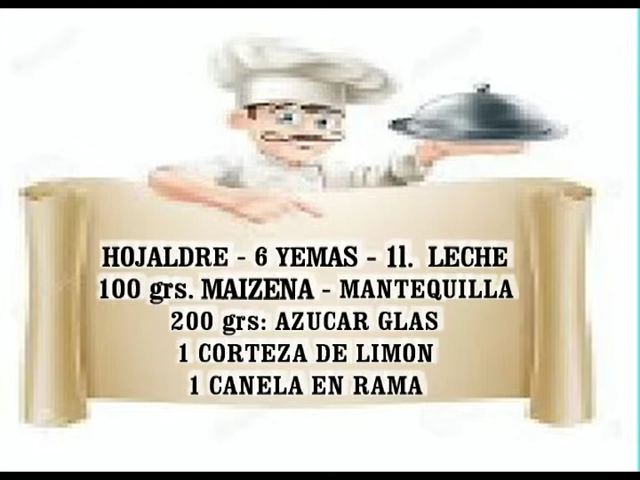 HOJALDRE - 6 YEMAS - 1l. LECHE
100 grs. MAIZENA - MANTEQUILLA
200 grs: AZUCAR GLAS
1 CORTEZA DE LIMON
1 CANELA EN RAMA